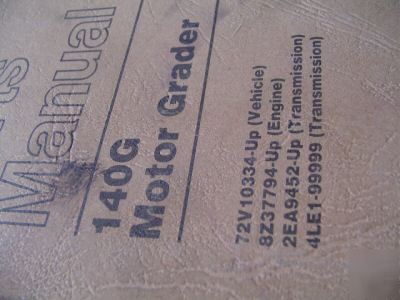 Manual
140G
Motor Grader
72V10334-Up (Vehicle)
8Z37794-Up (Engine)
2EA9452-Up (Transmission)
4LE1-99999 (Transmission)